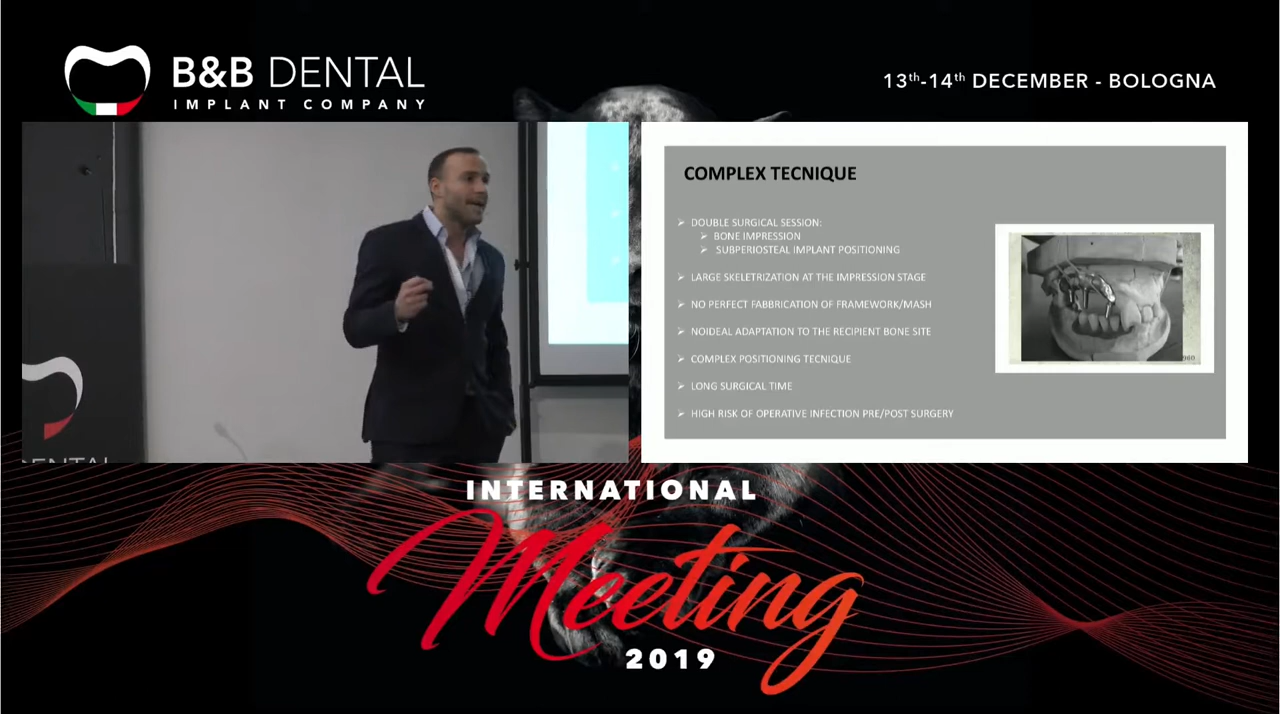 B&B DENTAL
IMPLANT COMPANY
13th-14th DECEMBER - BOLOGNA
COMPLEX TECNIQUE
➢ DOUBLE SURGICAL SESSION:
➢ BONE IMPRESSION
➢ SUBPERIOSTEAL IMPLANT POSITIONING
➢ LARGE SKELETRIZATION AT THE IMPRESSION STAGE
➢ NO PERFECT FABBRICATION OF FRAMEWORK/MASH
➢ NOIDEAL ADAPTATION TO THE RECIPIENT BONE SITE
➢ COMPLEX POSITIONING TECNIQUE
➢ LONG SURGICAL TIME
➢ HIGH RISK OF OPERATIVE INFECTION PRE/POST SURGERY
INTERNATIONAL
Meeting
2019